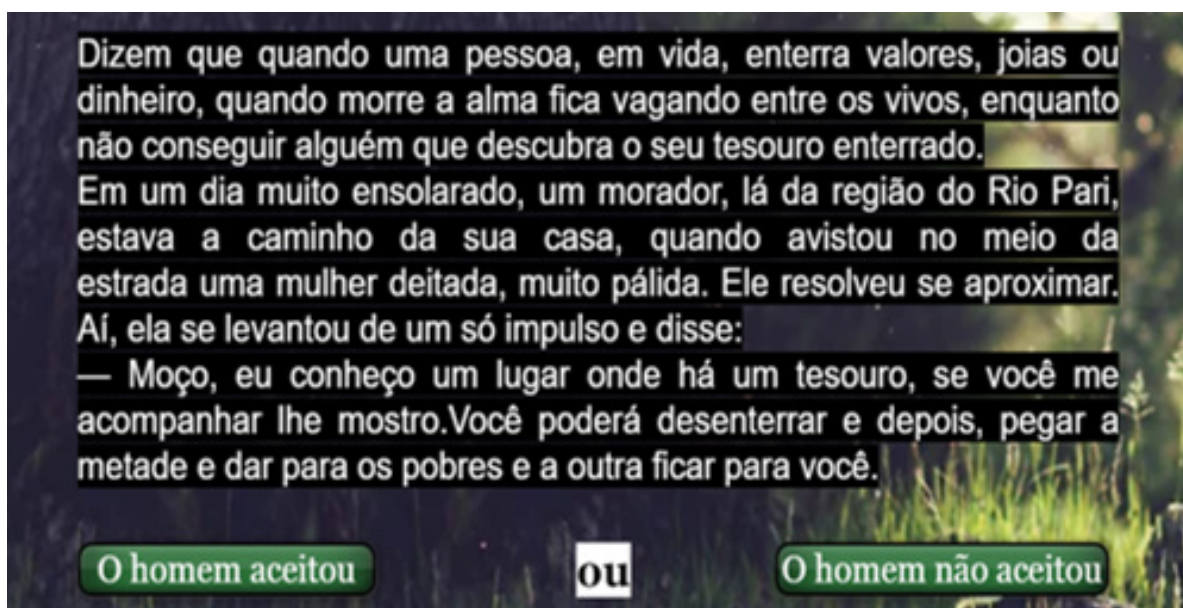 Dizem que quando uma pessoa, em vida, enterra valores, joias ou
dinheiro, quando morre a alma fica vagando entre os vivos, enquanto
não conseguir alguém que descubra o seu tesouro enterrado.
Em um dia muito ensolarado, um morador, lá da região do Rio Pari,
estava a caminho da sua casa, quando avistou no meio da
estrada uma mulher deitada, muito pálida. Ele resolveu se aproximar.
Aí, ela se levantou de um só impulso e disse:
— Moço, eu conheço um lugar onde há um tesouro, se você me
acompanhar lhe mostro.Você poderá desenterrar e depois, pegar a
metade e dar para os pobres e a outra ficar para você.
O homem aceitou ou O homem não aceitou